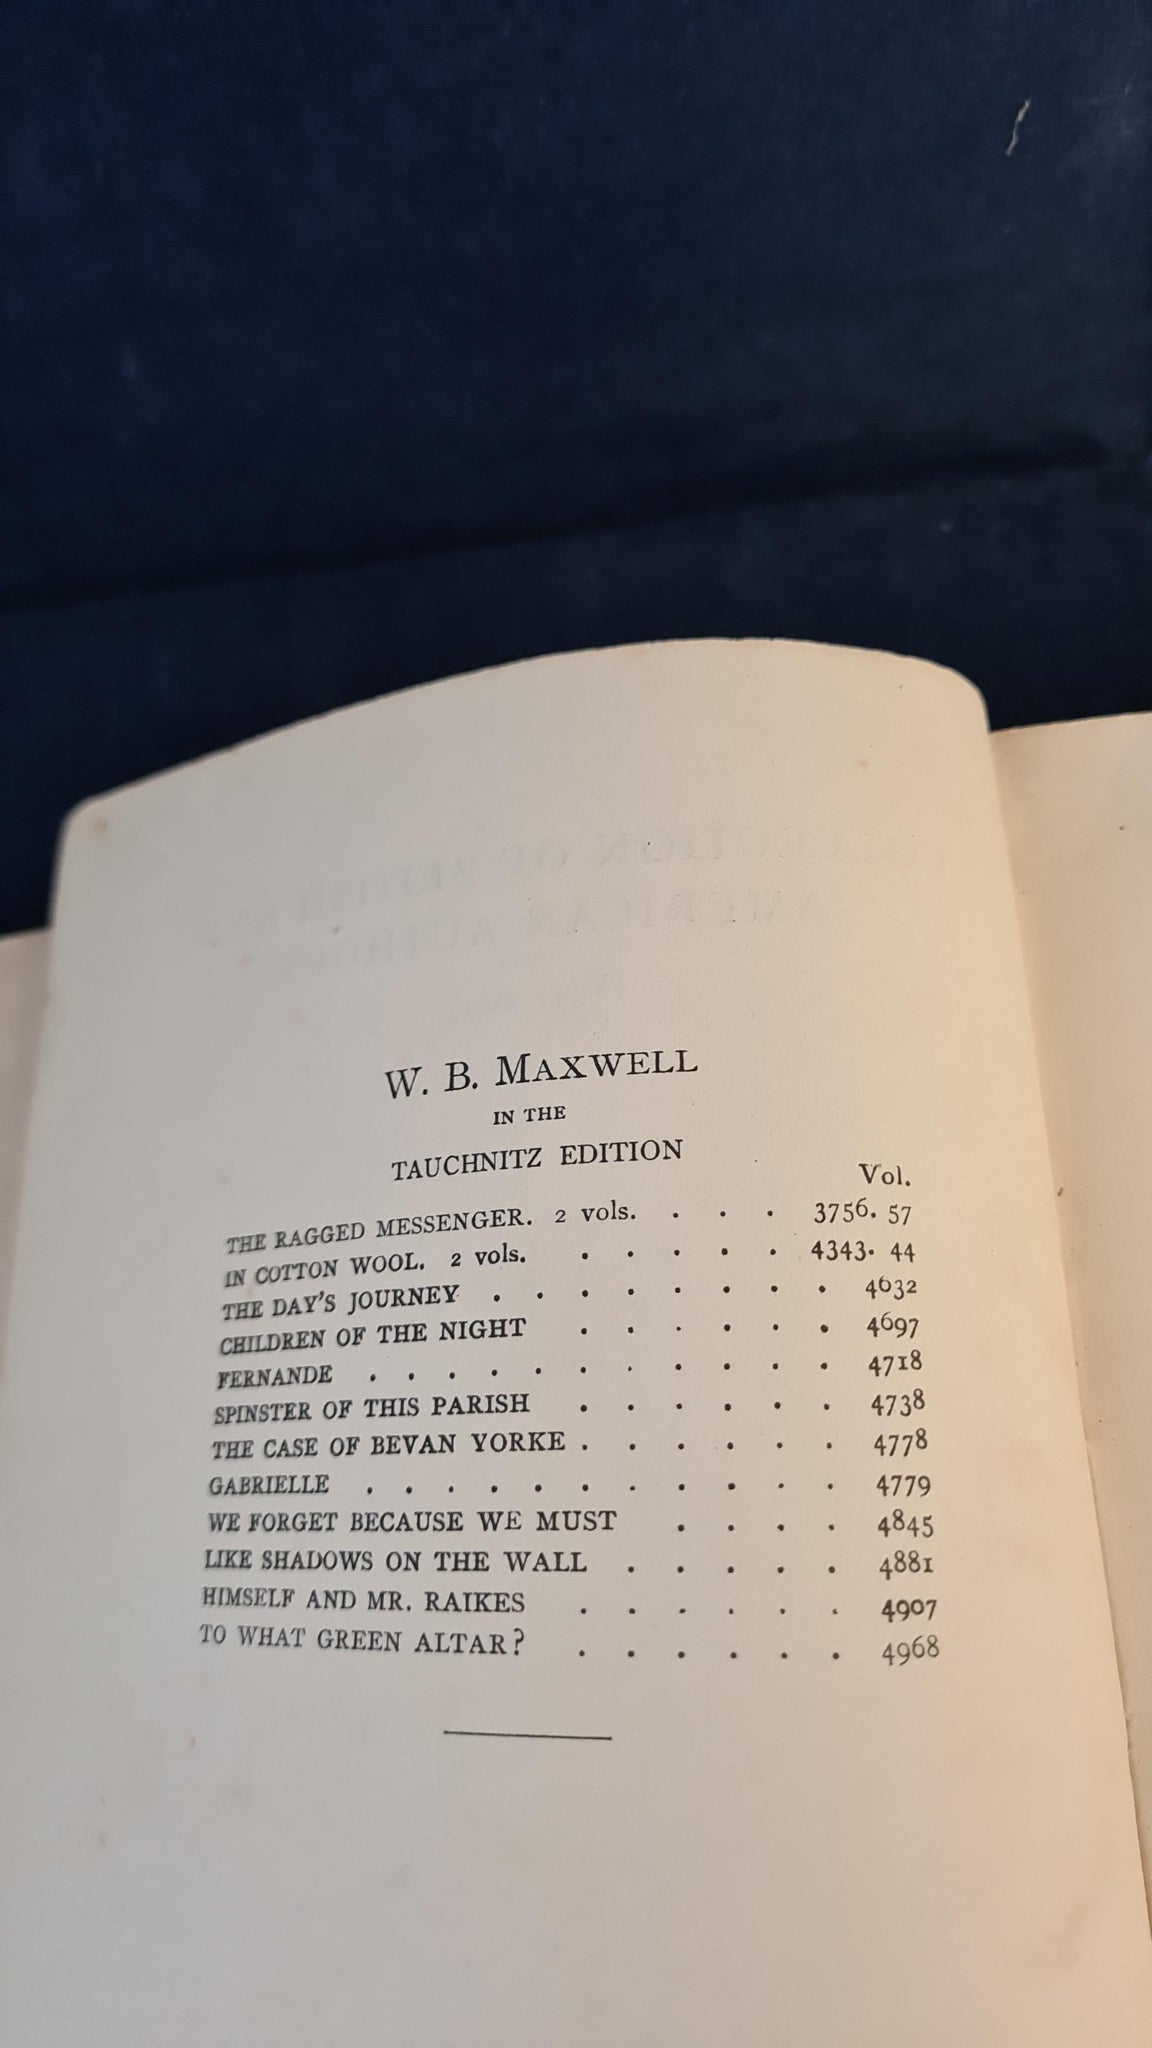 W. B. MAXWELL
IN THE
TAUCHNITZ EDITION
Vol.
THE RAGGED MESSENGER. 2 vols. . . . 3756. 57
IN COTTON WOOL. 2 vols. . . . . . 4343. 44
THE DAY'S JOURNEY . . . . . . . . 4632
CHILDREN OF THE NIGHT . . . . . . 4697
FERNANDE . . . . . . . . . . . 4718
SPINSTER OF THIS PARISH . . . . . . 4738
THE CASE OF BEVAN YORKE . . . . . . 4778
GABRIELLE . . . . . . . . . . . 4779
WE FORGET BECAUSE WE MUST . . . . 4845
LIKE SHADOWS ON THE WALL . . . . . 4881
HIMSELF AND MR. RAIKES . . . . . . 4907
TO WHAT GREEN ALTAR? . . . . . . 4968